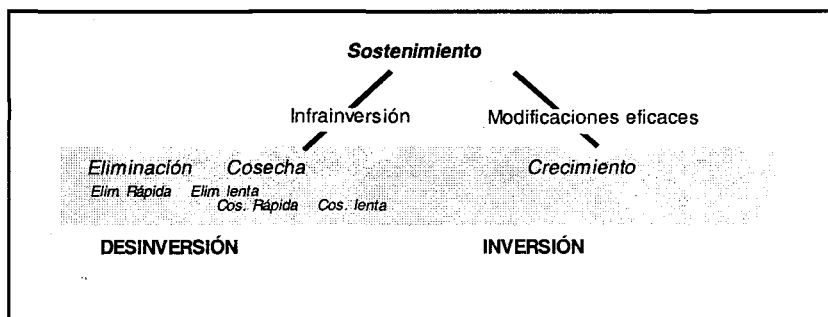 Sostenimiento
Infrainversión Modificaciones eficaces
Eliminación Cosecha Crecimiento
Elim. Rápida Elim. lenta
Cos. Rápida Cos. lenta
DESINVERSIÓN INVERSIÓN